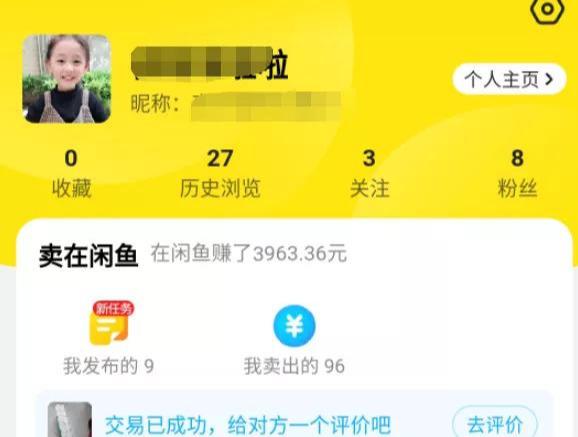 啦
个人主页
昵称：
0 27 3 8
收藏 历史浏览 关注 粉丝
卖在闲鱼 在闲鱼赚了3963.36元
新任务
¥
我发布的 9 我卖出的 96
交易已成功，给对方一个评价吧 去评价